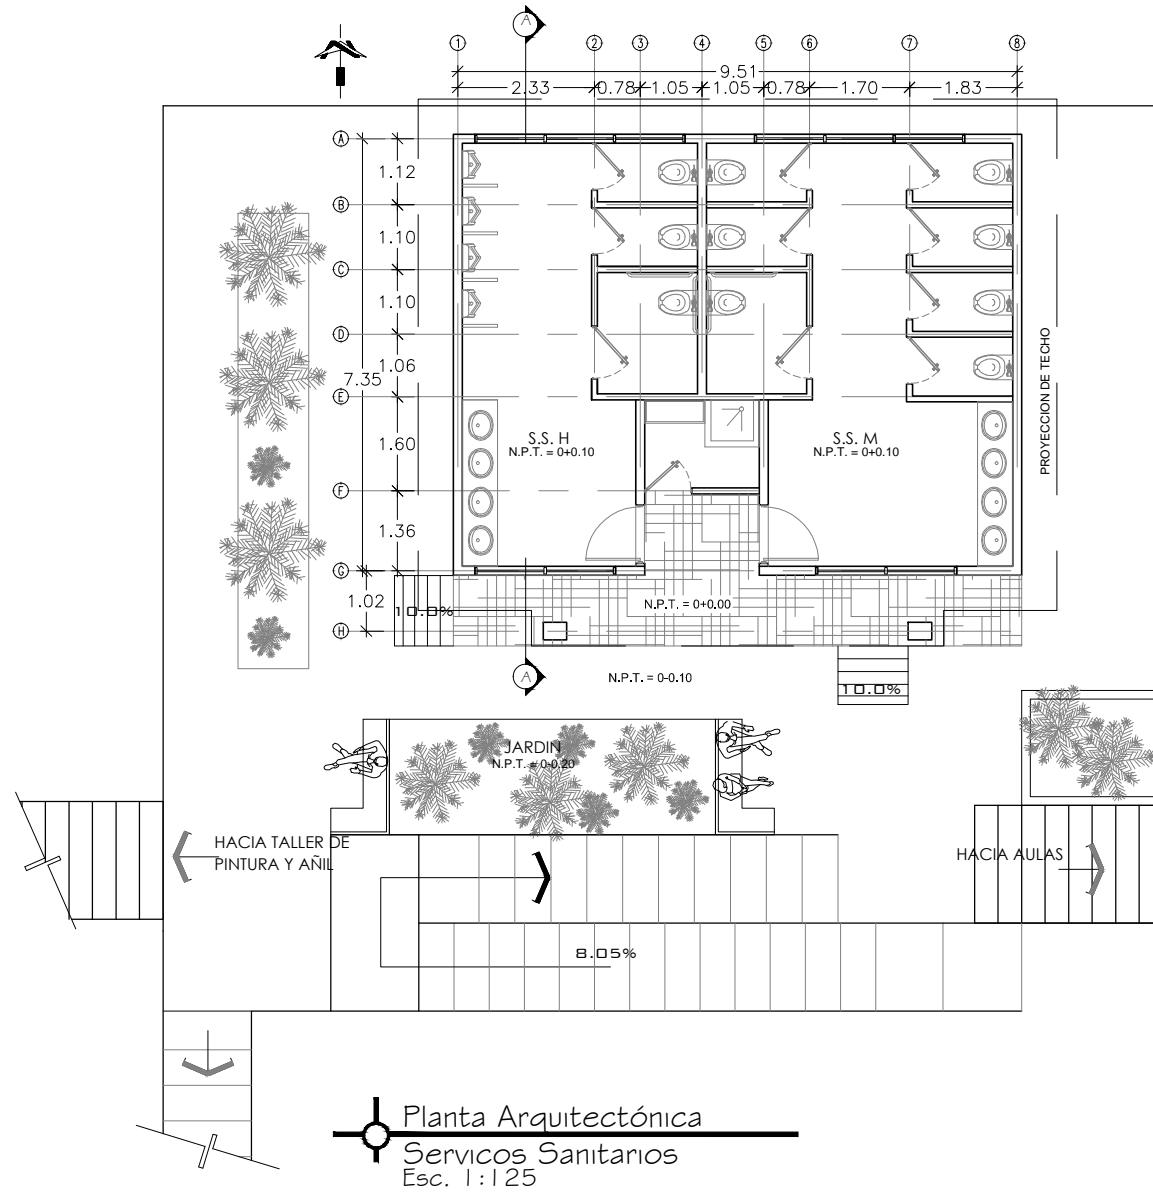 A
1 2 3 4 5 6 7 8
9.51
2.33 0.78 1.05 1.05 0.78 1.70 1.83
A
1.12
B
1.10
C
1.10
D
1.06
7.35
E
1.60
F
1.36
G
1.02
H
PROYECCION DE TECHO
S.S. H
N.P.T. = 0+0.10
S.S. M
N.P.T. = 0+0.10
10.0%
N.P.T. = 0+0.00
A
N.P.T. = 0-0.10
10.0%
JARDIN
N.P.T. = 0-0.20
HACIA TALLER DE
PINTURA Y AÑIL
HACIA AULAS
8.05%
Planta Arquitectónica
Servicos Sanitarios
Esc. 1:125